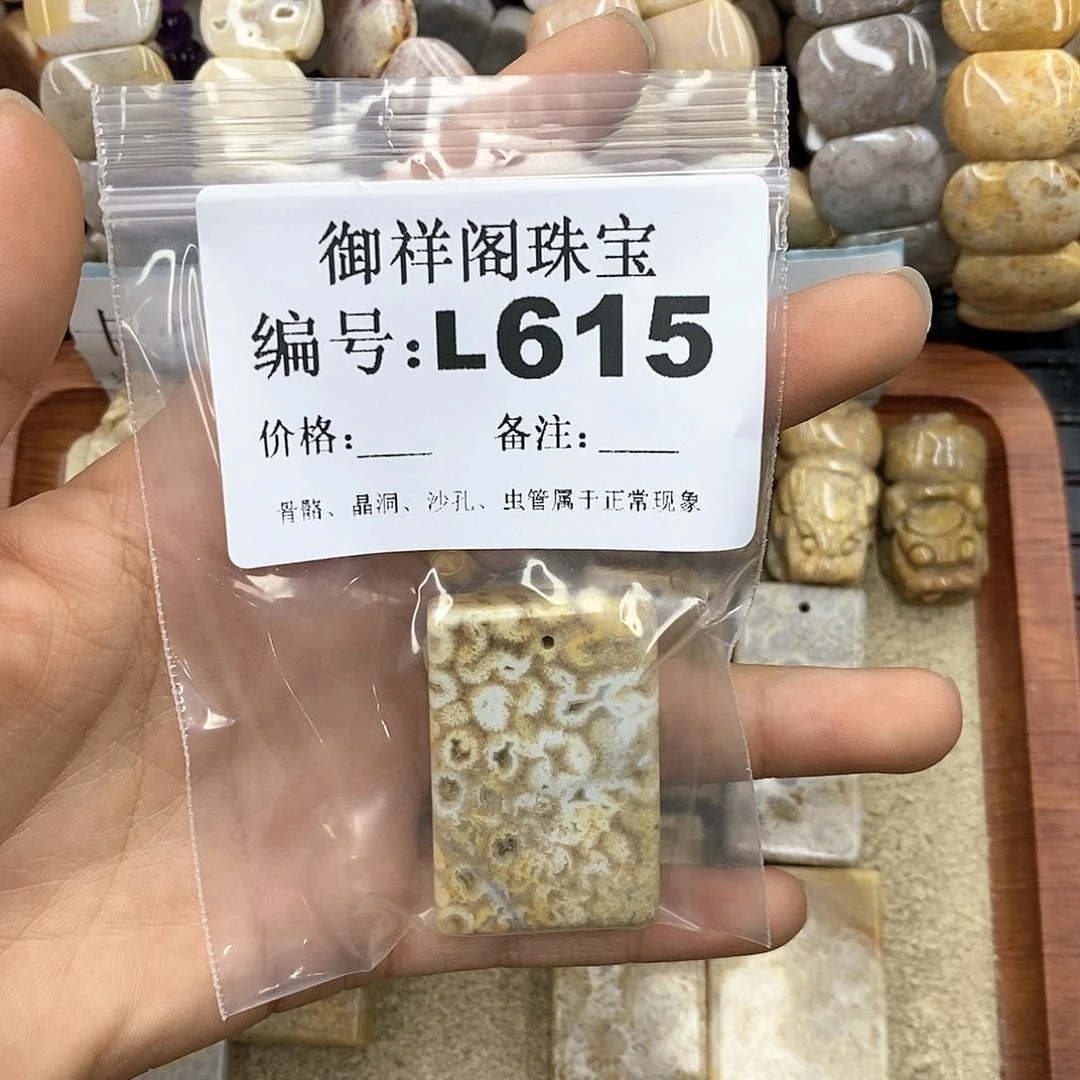 御祥阁珠宝
编号:L615
价格:____ 备注:____
骨骼、晶洞、沙孔、虫管属于正常现象